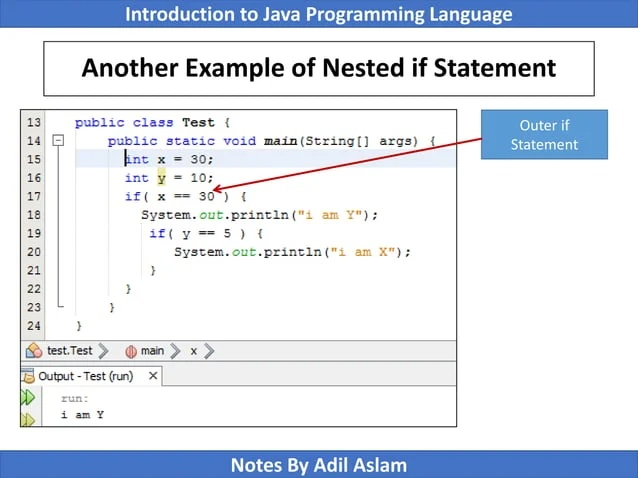 Introduction to Java Programming Language
Another Example of Nested if Statement
13 public class Test {
14 public static void main(String[] args) {
15 int x = 30;
16 int y = 10;
17 if( x == 30 ) {
18 System.out.println("i am Y");
19 if( y == 5 ) {
20 System.out.println("i am X");
21 }
22 }
23 }
24 }
Outer if
Statement
test.Test main x
Output - Test (run) X
run:
i am Y
Notes By Adil Aslam